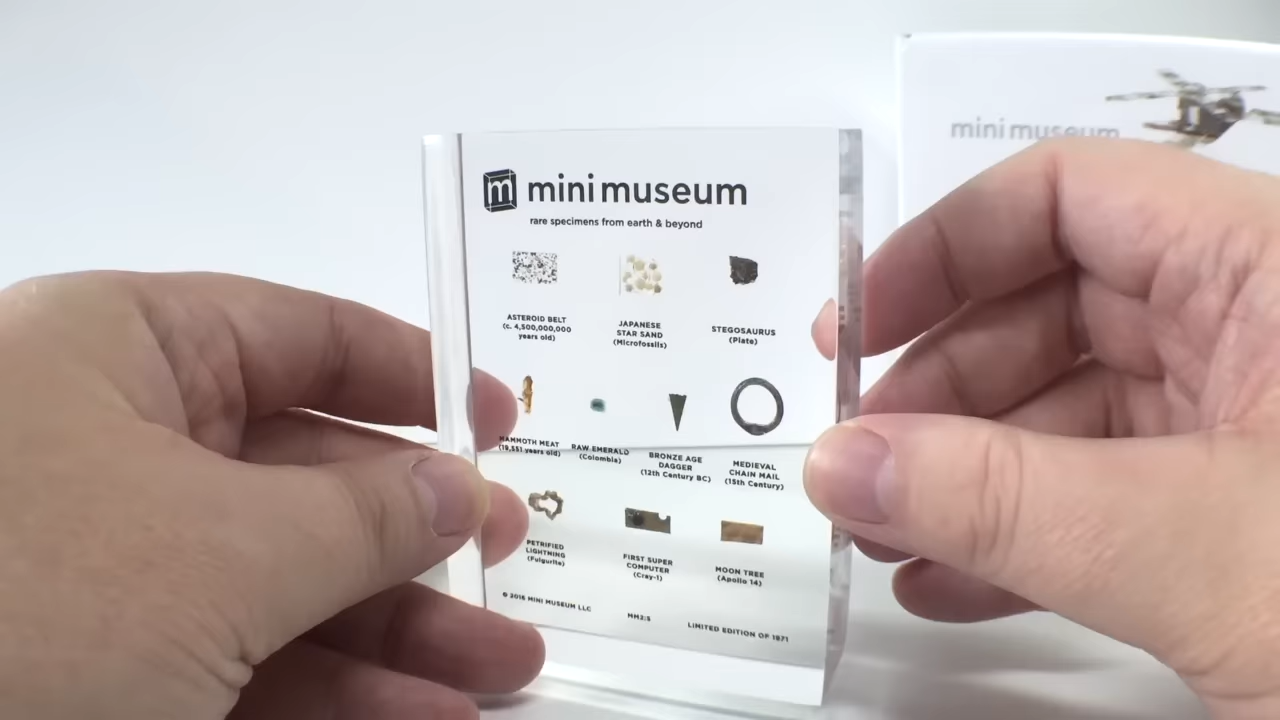 mini museum
m mini museum
rare specimens from earth & beyond
ASTEROID BELT
(c. 4,500,000,000
years old)
JAPANESE
STAR SAND
(Microfossils)
STEGOSAURUS
(Plate)
MAMMOTH MEAT
(19,551 years old)
RAW EMERALD
(Colombia)
BRONZE AGE
DAGGER
(12th Century BC)
MEDIEVAL
CHAIN MAIL
(15th Century)
PETRIFIED
LIGHTNING
(Fulgurite)
FIRST SUPER
COMPUTER
(Cray-1)
MOON TREE
(Apollo 14)
© 2016 MINI MUSEUM LLC
MM2:5
LIMITED EDITION OF 1871